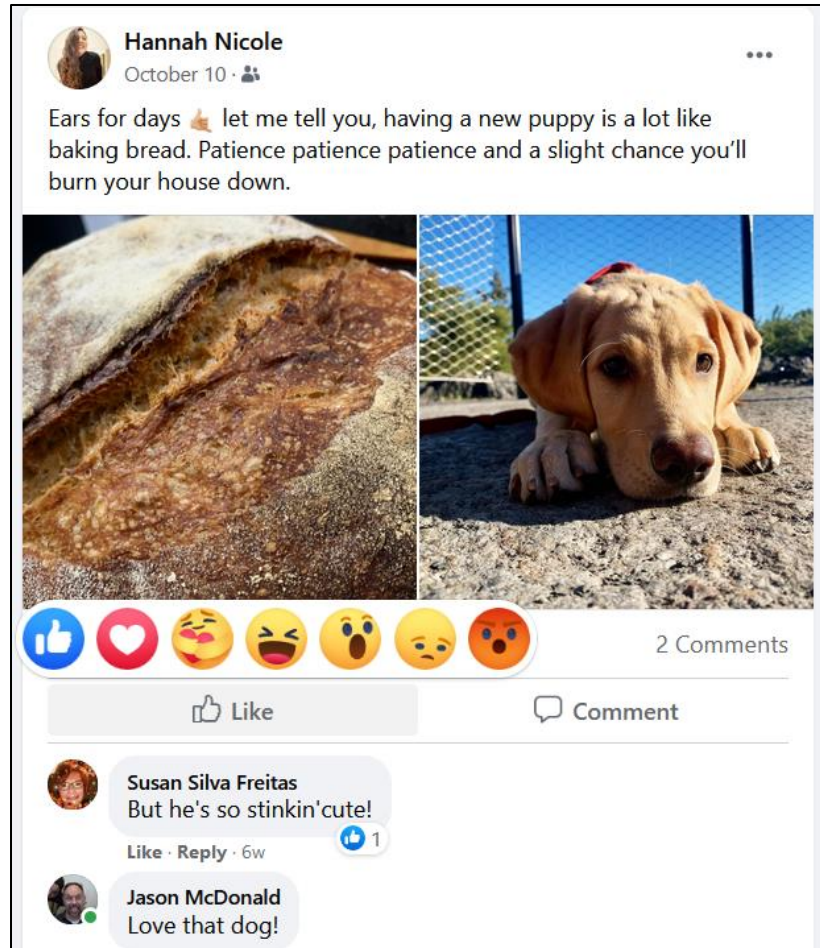 Hannah Nicole
October 10 ·
Ears for days 🤙🏼 let me tell you, having a new puppy is a lot like
baking bread. Patience patience patience and a slight chance you’ll
burn your house down.
2 Comments
Like
Comment
Susan Silva Freitas
But he's so stinkin'cute!
1
Like · Reply · 6w
Jason McDonald
Love that dog!